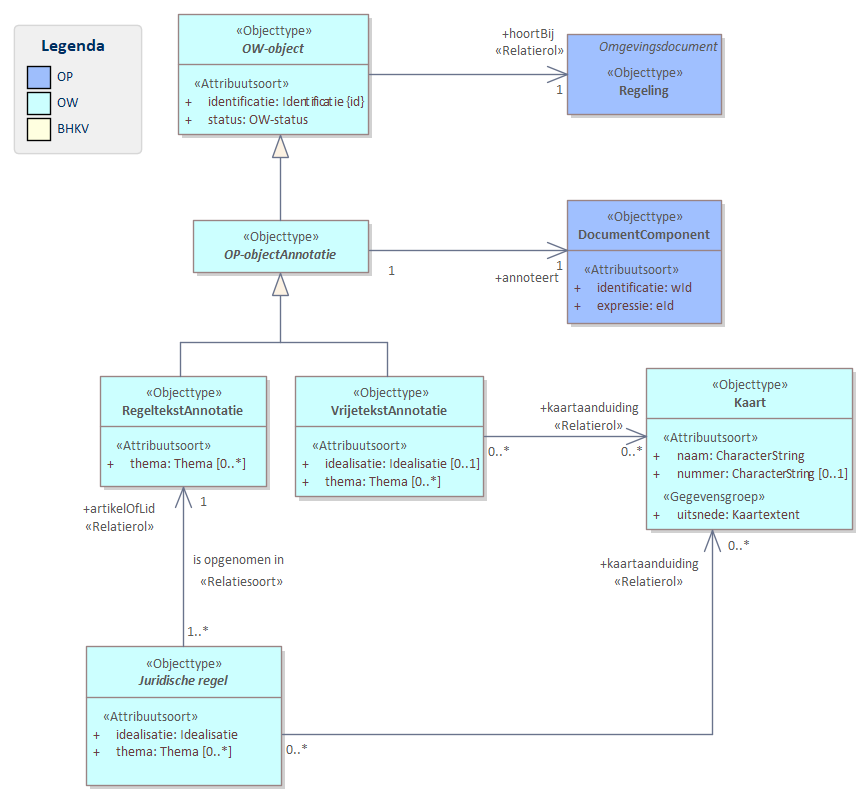 Legenda
OP
OW
BHKV
«Objecttype»
OW-object
«Attribuutsoort»
+ identificatie: Identificatie {id}
+ status: OW-status
+hoortBij
«Relatierol»
1
Omgevingsdocument
«Objecttype»
Regeling
«Objecttype»
OP-objectAnnotatie
1
1
+annoteert
«Objecttype»
DocumentComponent
«Attribuutsoort»
+ identificatie: wId
+ expressie: eId
«Objecttype»
RegeltekstAnnotatie
«Attribuutsoort»
+ thema: Thema [0..*]
«Objecttype»
VrijetekstAnnotatie
«Attribuutsoort»
+ idealisatie: Idealisatie [0..1]
+ thema: Thema [0..*]
+kaartaanduiding
«Relatierol»
0..*
0..*
«Objecttype»
Kaart
«Attribuutsoort»
+ naam: CharacterString
+ nummer: CharacterString [0..1]
«Gegevensgroep»
+ uitsnede: Kaartextent
+artikelOfLid
«Relatierol»
1
is opgenomen in
«Relatiesoort»
1..*
0..*
+kaartaanduiding
«Relatierol»
«Objecttype»
Juridische regel
«Attribuutsoort»
+ idealisatie: Idealisatie
+ thema: Thema [0..*]
0..*